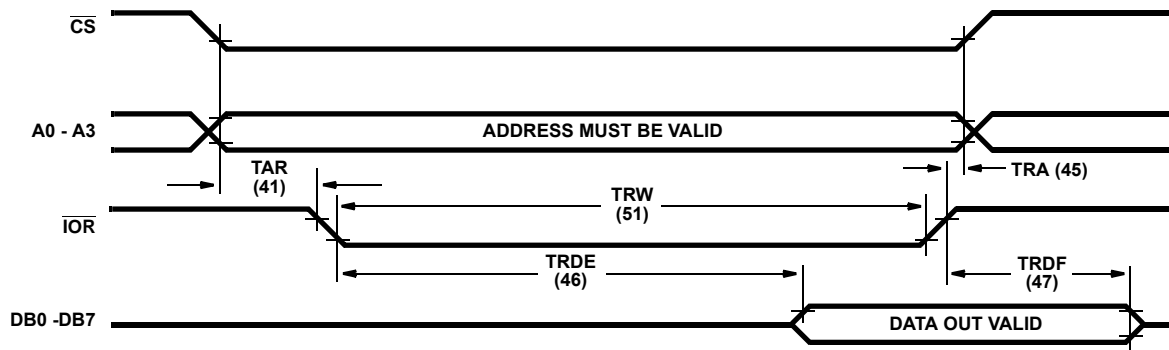 CS
A0 - A3
ADDRESS MUST BE VALID
TAR
(41)
TRA (45)
TRW
(51)
IOR
TRDE
(46)
TRDF
(47)
DB0 -DB7
DATA OUT VALID